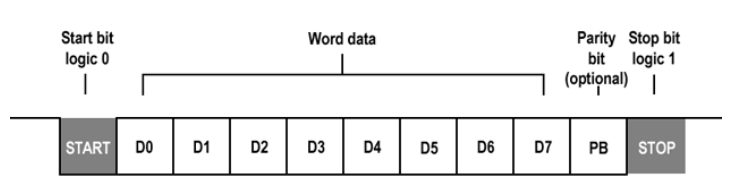 Start bit
logic 0
Word data
Parity
bit
(optional)
Stop bit
logic 1
START D0 D1 D2 D3 D4 D5 D6 D7 PB STOP